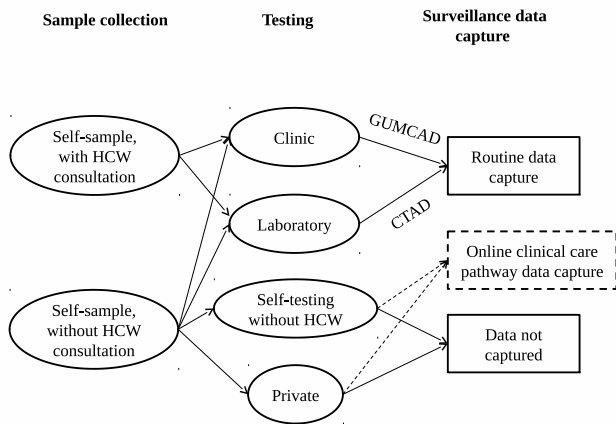 Sample collection
Testing
Surveillance data
capture
Self-sample,
with HCW
consultation
Clinic
GUMCAD
Routine data
capture
Laboratory
CTAD
Online clinical care
pathway data capture
Self-sample,
without HCW
consultation
Self-testing
without HCW
Data not
captured
Private